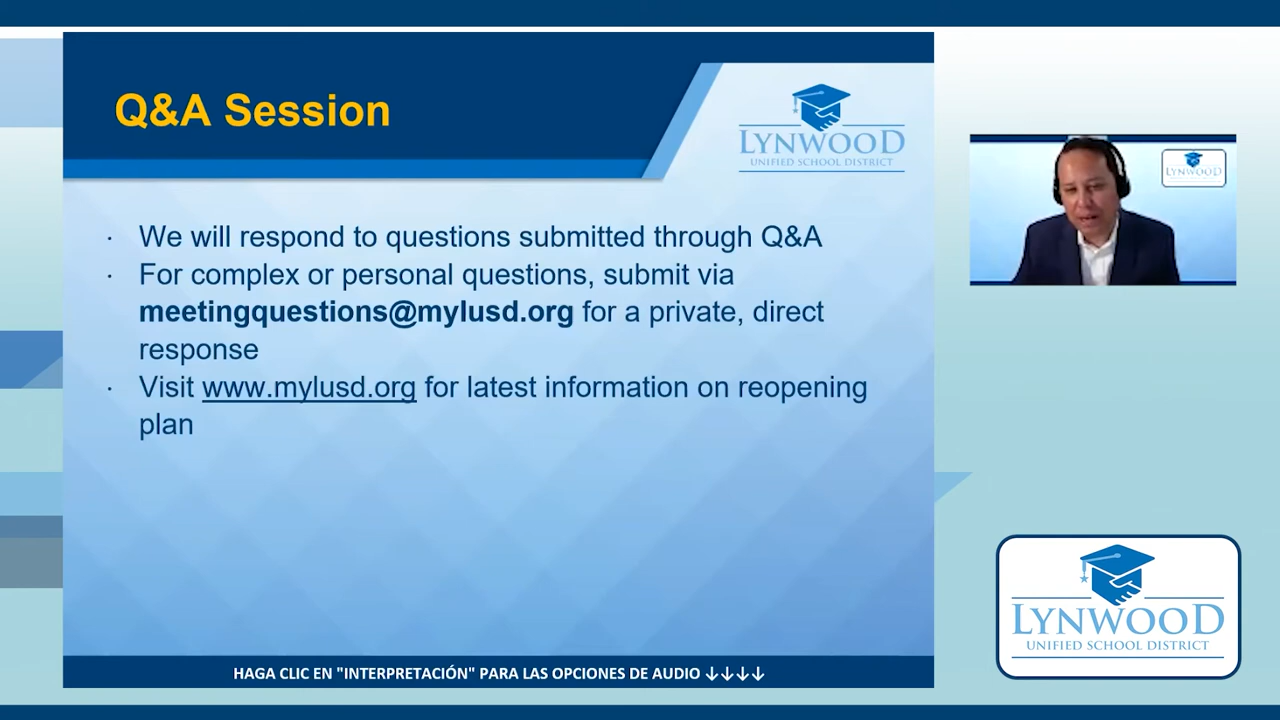 Q&A Session
LYNWOOD
UNIFIED SCHOOL DISTRICT
· We will respond to questions submitted through Q&A
· For complex or personal questions, submit via
meetingquestions@mylusd.org for a private, direct
response
· Visit www.mylusd.org for latest information on reopening
plan
HAGA CLIC EN "INTERPRETACIÓN" PARA LAS OPCIONES DE AUDIO ↓↓↓↓
LYNWOOD
LYNWOOD
UNIFIED SCHOOL DISTRICT